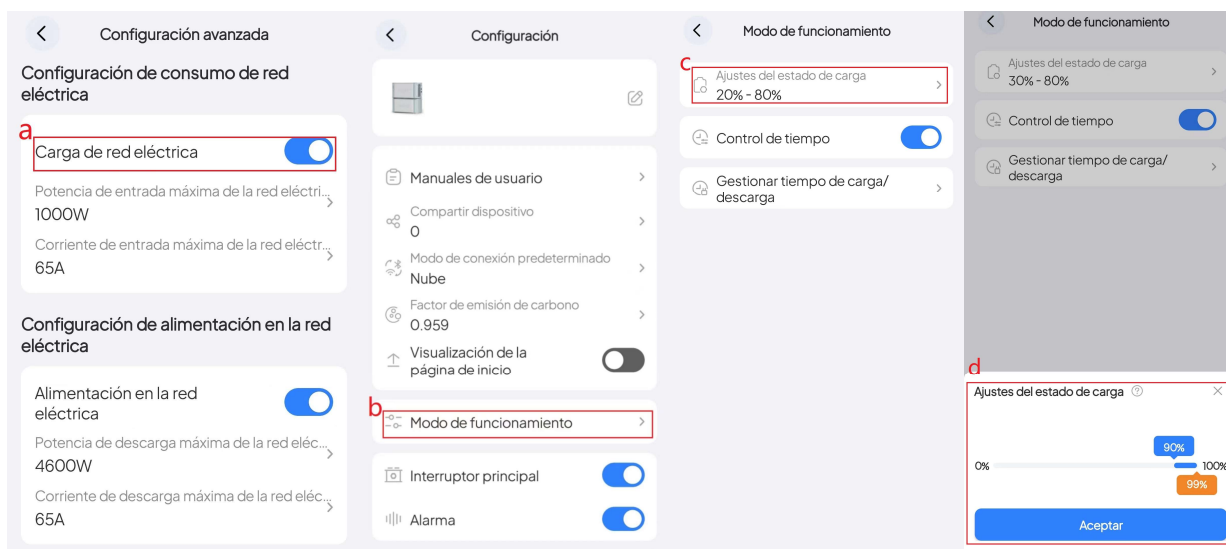 Configuración avanzada
Configuración de consumo de red
eléctrica
a
Carga de red eléctrica
Potencia de entrada máxima de la red eléctri...
1000W
Corriente de entrada máxima de la red eléctr...
65A
Configuración de alimentación en la red
eléctrica
Alimentación en la red
eléctrica
Potencia de descarga máxima de la red eléc...
4600W
Corriente de descarga máxima de la red eléc...
65A
Configuración
Manuales de usuario
Compartir dispositivo
0
Modo de conexión predeterminado
Nube
Factor de emisión de carbono
0.959
Visualización de la
página de inicio
b
Modo de funcionamiento
Interruptor principal
Alarma
Modo de funcionamiento
c
Ajustes del estado de carga
20% - 80%
Control de tiempo
Gestionar tiempo de carga/
descarga
Modo de funcionamiento
Ajustes del estado de carga
30% - 80%
Control de tiempo
Gestionar tiempo de carga/
descarga
d
Ajustes del estado de carga
90%
0% 100%
99%
Aceptar